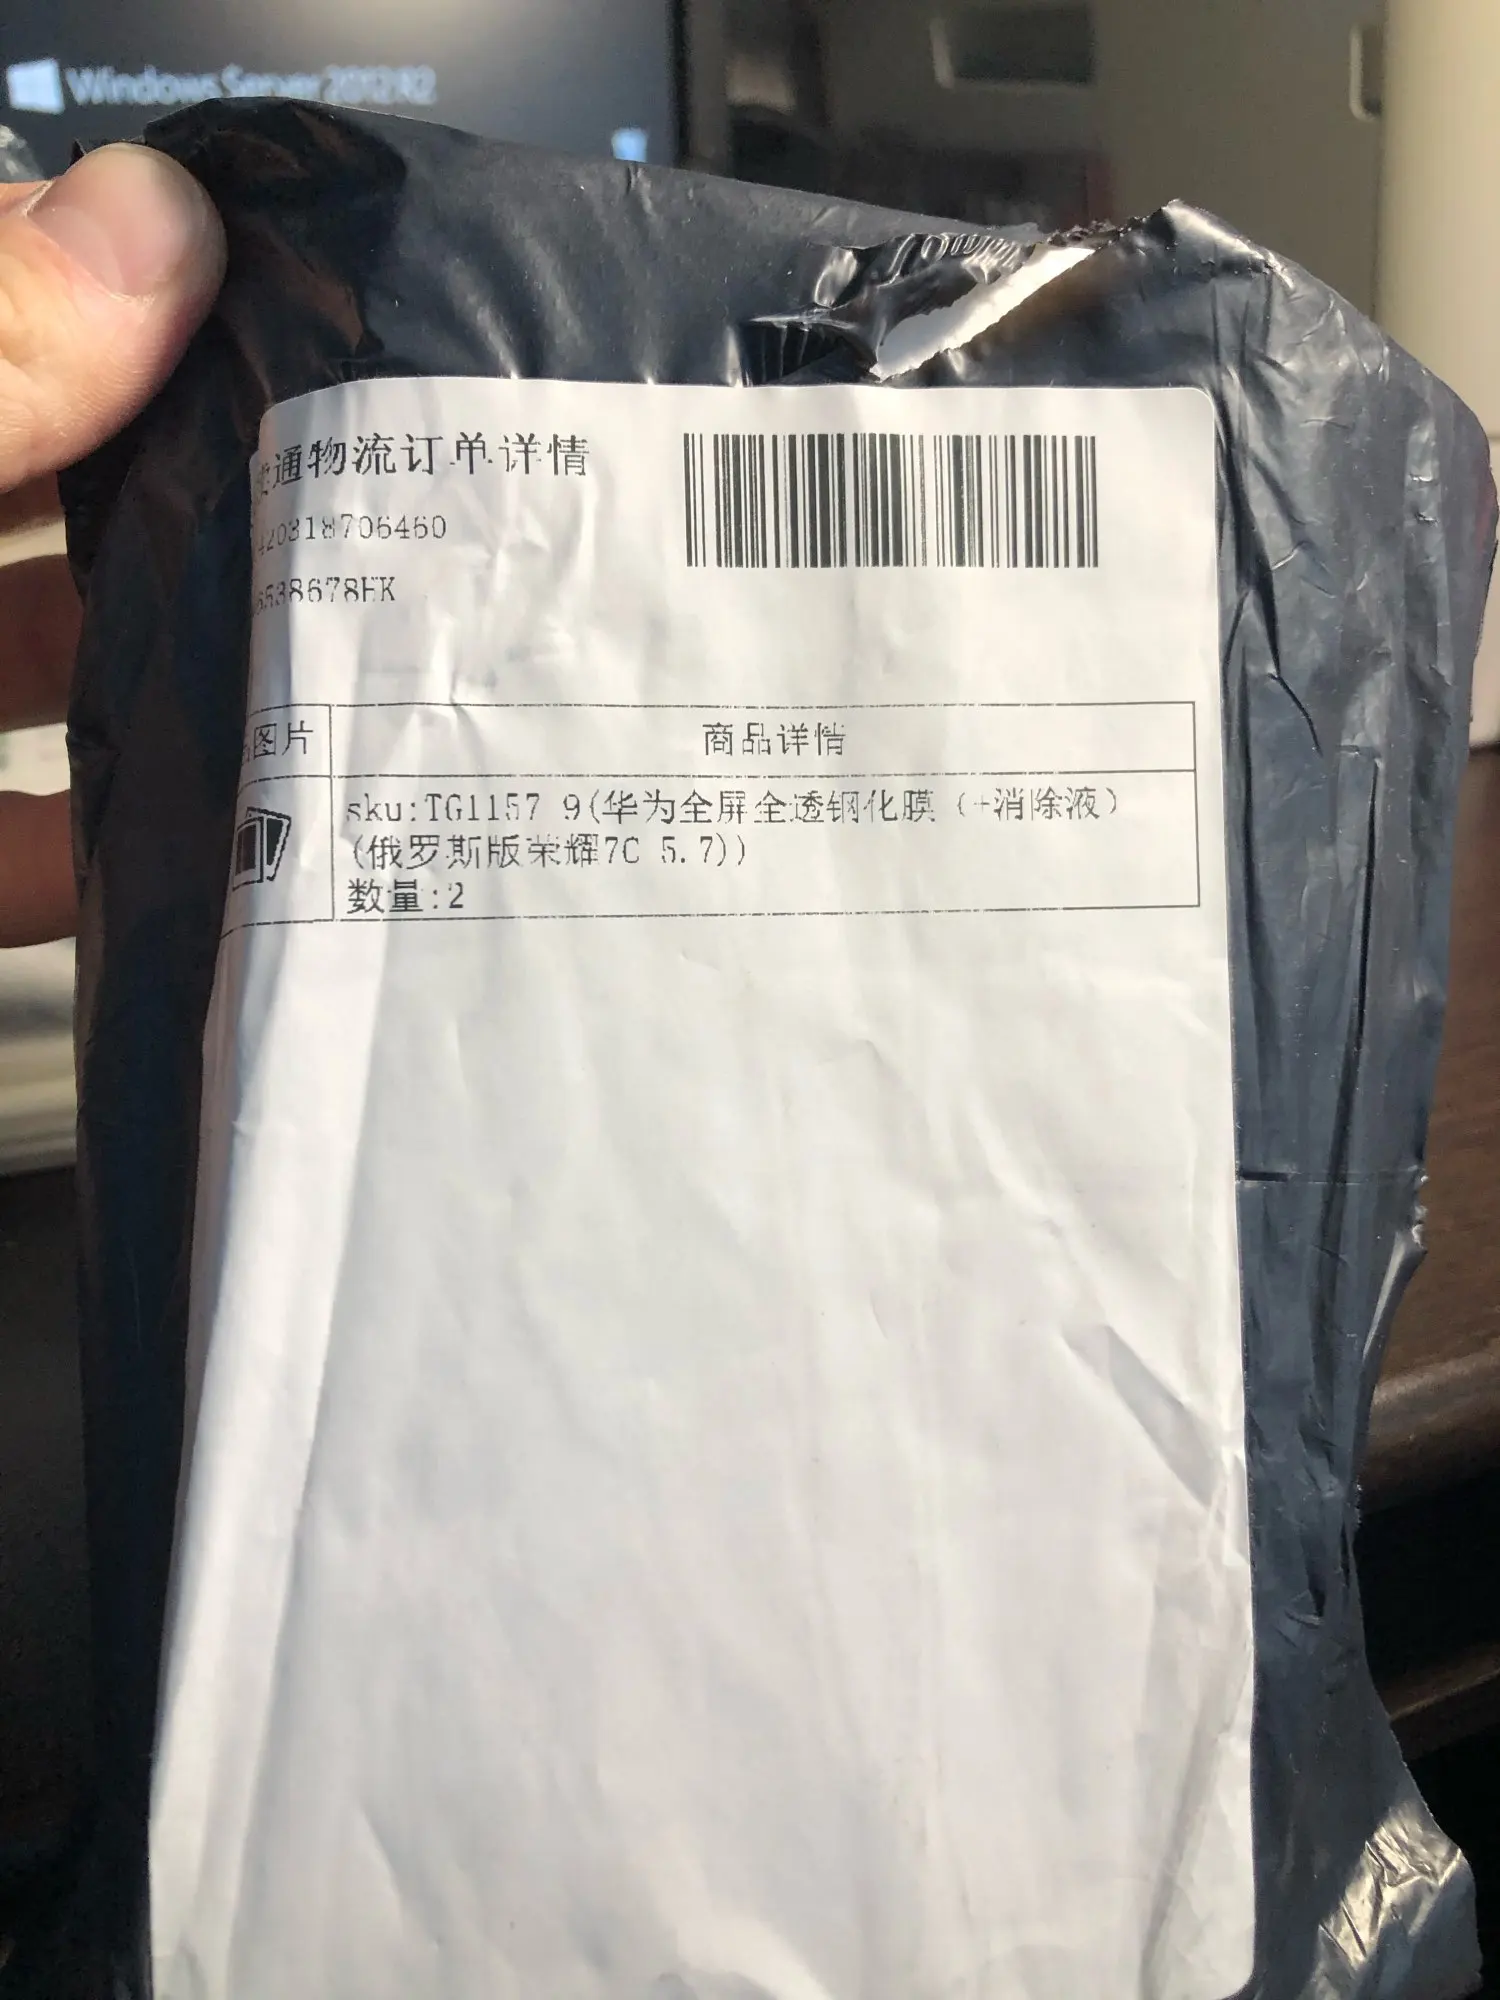 Windows Server 2012 R2
通物流订单详情
420318706460
6538678HK
图片
商品详情
sku:TG1157 9(华为全屏全透钢化膜（+消除液）
(俄罗斯版荣耀7C 5.7))
数量:2